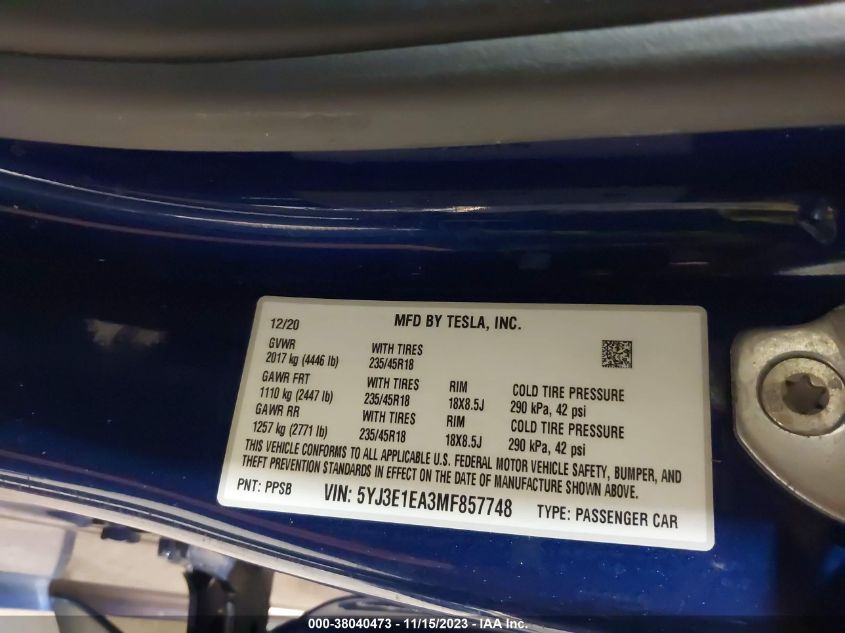 12/20 MFD BY TESLA, INC.
GVWR WITH TIRES
2017 kg (4446 lb) 235/45R18
GAWR FRT WITH TIRES RIM COLD TIRE PRESSURE
1110 kg (2447 lb) 235/45R18 18X8.5J 290 kPa, 42 psi
GAWR RR WITH TIRES RIM COLD TIRE PRESSURE
1257 kg (2771 lb) 235/45R18 18X8.5J 290 kPa, 42 psi
THIS VEHICLE CONFORMS TO ALL APPLICABLE U.S. FEDERAL MOTOR VEHICLE SAFETY, BUMPER, AND
THEFT PREVENTION STANDARDS IN EFFECT ON THE DATE OF MANUFACTURE SHOWN ABOVE.
PNT: PPSB VIN: 5YJ3E1EA3MF857748 TYPE: PASSENGER CAR
000-38040473 - 11/15/2023 - IAA Inc.